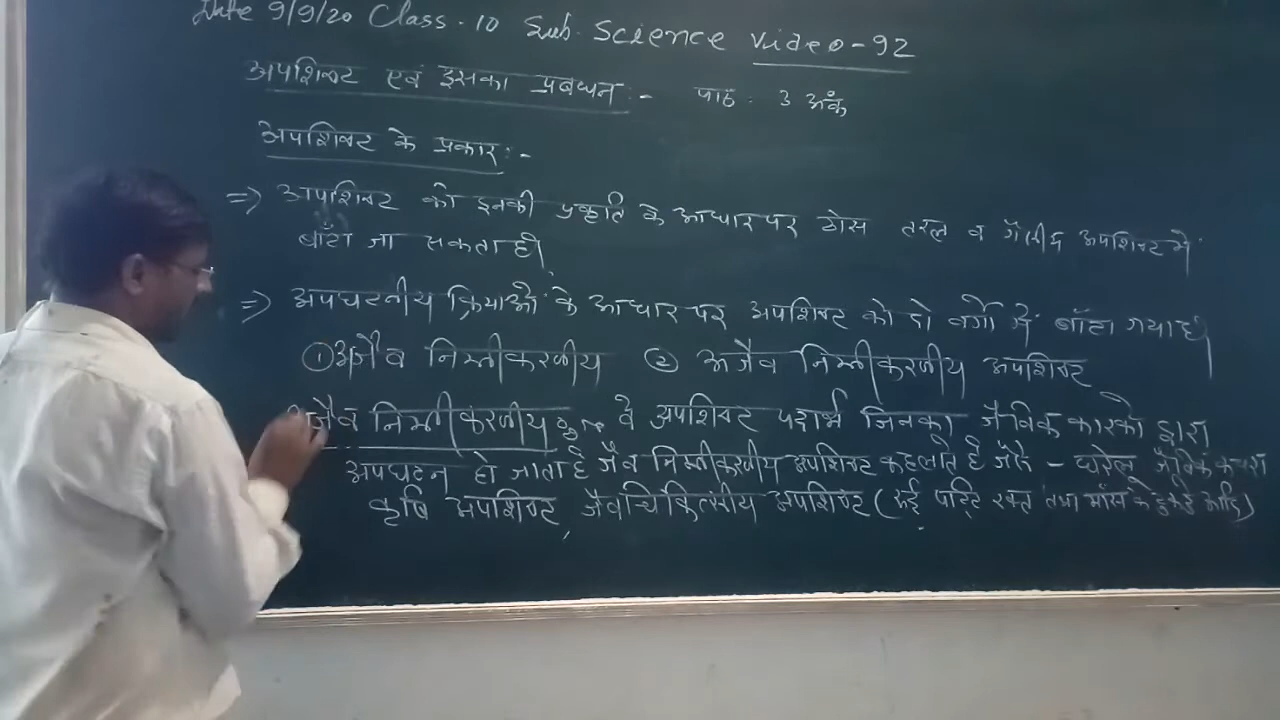 Date 9/9/20 Class - 10 Sub. Science Video - 92
अपशिष्ट एवं इसका प्रबन्धन :- पाठ - 3 अंक
अपशिष्ट के प्रकार :-
=> अपशिष्ट को इनकी प्रकृति के आधार पर ठोस तरल व गैसीय अपशिष्ट में
बाँटा जा सकता है।
=> अपघटनीय क्रियाओं के आधार पर अपशिष्ट को दो वर्गों में बाँटा गया है।
① जैव निम्नीकरणीय ② अजैव निम्नीकरणीय अपशिष्ट
जैव निम्नीकरणीय वे अपशिष्ट पदार्थ जिनका जैविक कारको द्वारा
अपघटन हो जाता है जैव निम्नीकरणीय अपशिष्ट कहलाते है जैसे - घरेलू जैविक कचरा
कृषि अपशिष्ट, जैवचिकित्सीय अपशिष्ट (रूई पट्टि रक्त तथा माँस के टुकडे आदि)